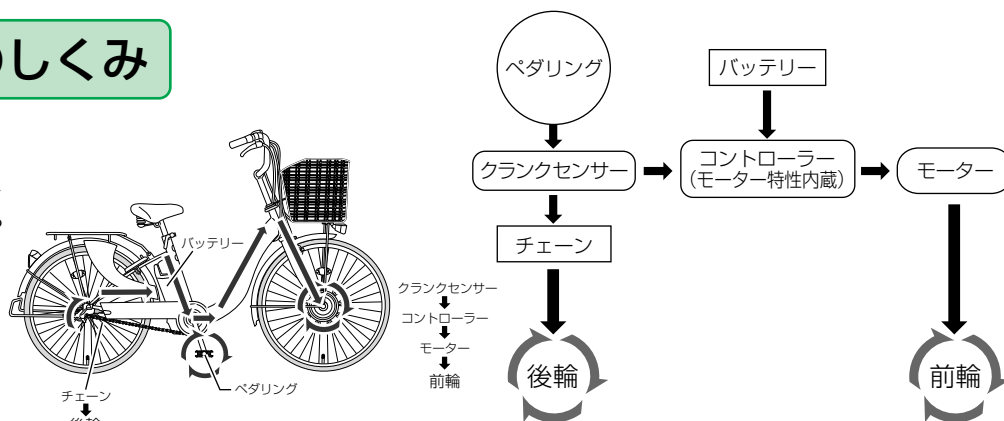 のしくみ
バッテリー
チェーン
ペダリング
クランクセンサー
コントローラー
モーター
前輪
ペダリング
バッテリー
クランクセンサー
コントローラー
(モーター特性内蔵)
モーター
チェーン
後輪
前輪